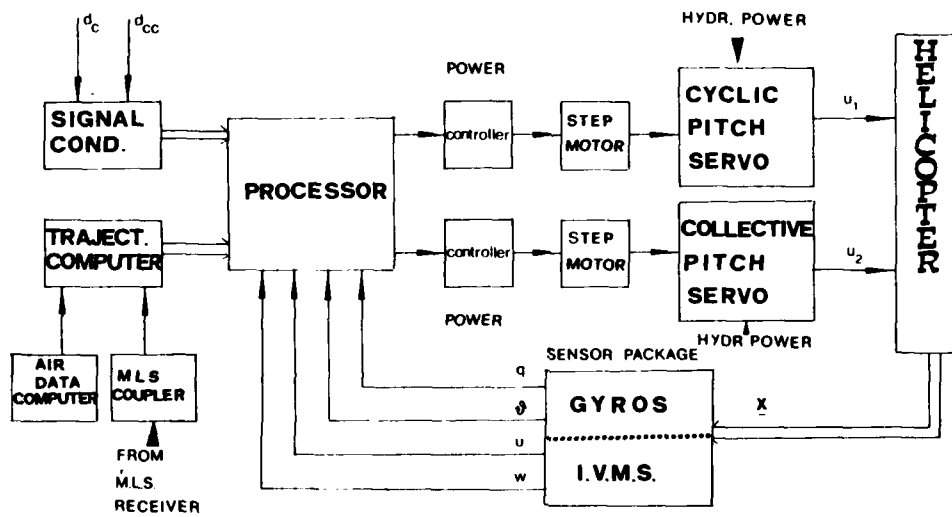 d_c
d_cc
HYDR. POWER
SIGNAL
COND.
POWER
controller
STEP
MOTOR
CYCLIC
PITCH
SERVO
u_1
HELICOPTER
PROCESSOR
TRAJECT.
COMPUTER
controller
STEP
MOTOR
COLLECTIVE
PITCH
SERVO
u_2
POWER
HYDR POWER
AIR
DATA
COMPUTER
MLS
COUPLER
SENSOR PACKAGE
q
ϑ
u
w
GYROS
I.V.M.S.
X
FROM
M.L.S.
RECEIVER